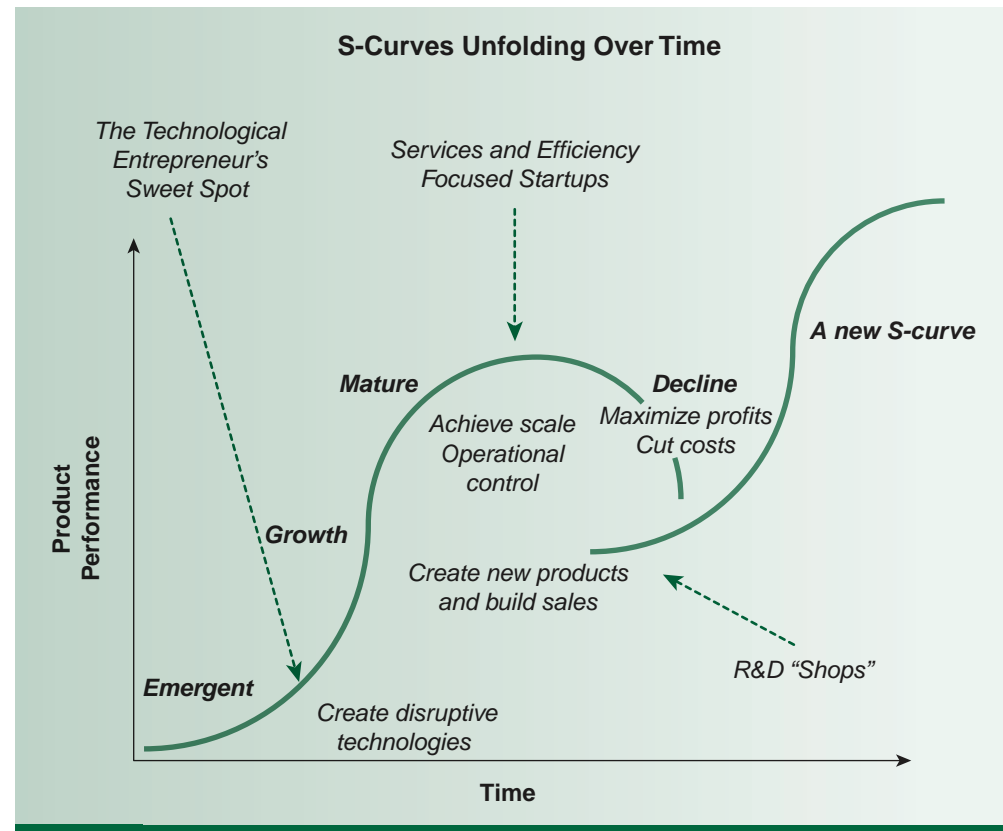 S-Curves Unfolding Over Time
The Technological
Entrepreneur’s
Sweet Spot
Services and Efficiency
Focused Startups
A new S-curve
Mature
Decline
Achieve scale
Operational
control
Maximize profits
Cut costs
Product
Performance
Growth
Create new products
and build sales
R&D “Shops”
Emergent
Create disruptive
technologies
Time